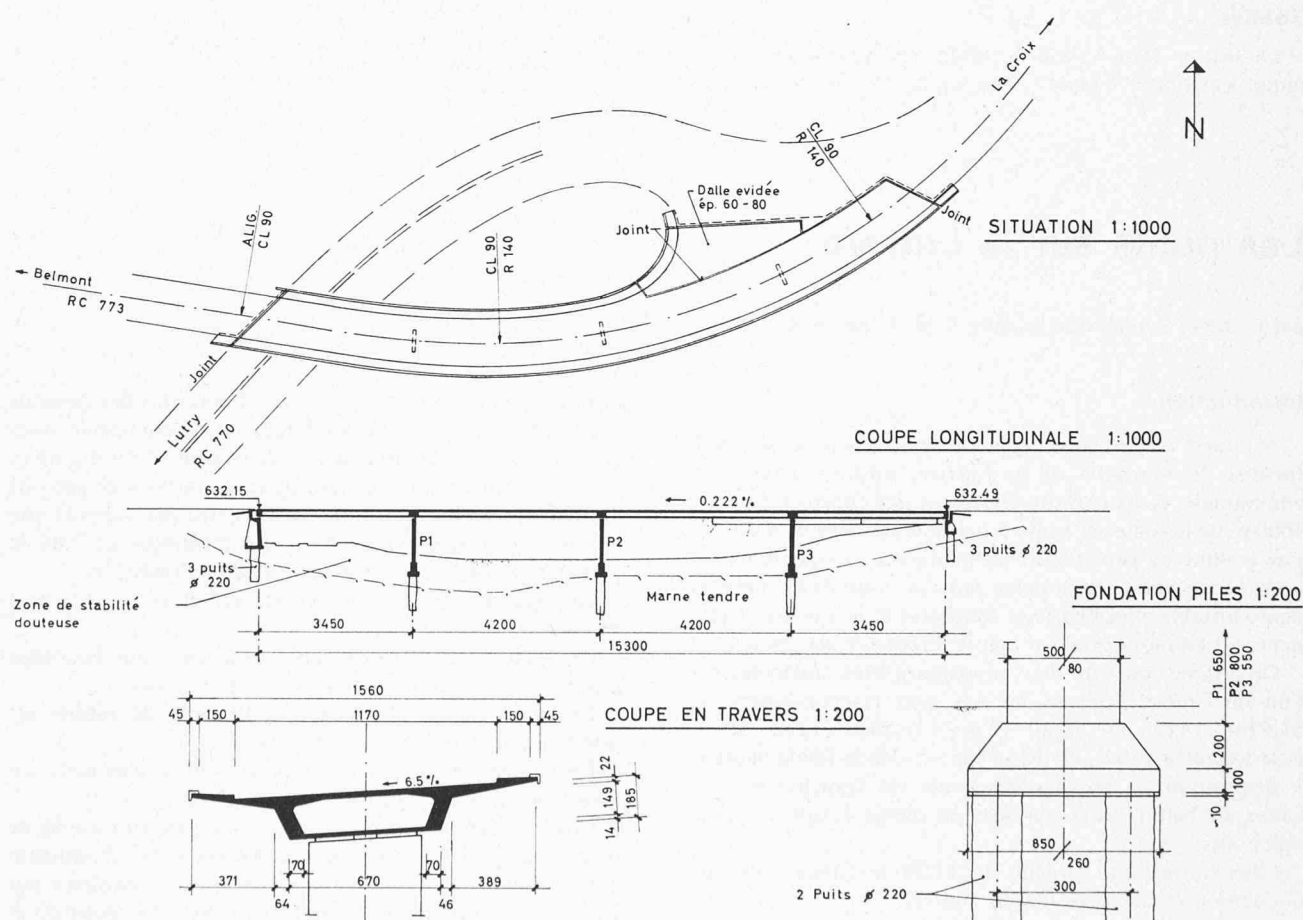 La Croix
N
CL 90
R 140
Dalle evidée
ép. 60-80
Joint
Joint
SITUATION 1:1000
ALIG.
CL 90
CL 90
R 140
Belmont
RC 773
Joint
Lutry
RC 770
COUPE LONGITUDINALE 1:1000
632.15
0.222 %
632.49
P1
P2
P3
3 puits
ø 220
3 puits ø 220
Zone de stabilité
douteuse
Marne tendre
3450
4200
4200
3450
15300
FONDATION PILES 1:200
500
80
P1 650
P2 800
P3 550
200
100
~10
850
260
300
2 Puits ø 220
COUPE EN TRAVERS 1:200
1560
45
150
1170
150
45
6.5 %
22
149
14
185
70
70
371
670
389
64
46